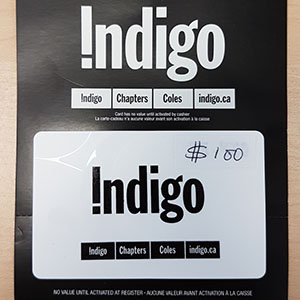 !ndigo
!ndigo Chapters Coles indigo.ca
Card has no value until activated by cashier
La carte-cadeau n'a aucune valeur avant son activation à la caisse
$100
!ndigo
!ndigo Chapters Coles indigo.ca
NO VALUE UNTIL ACTIVATED AT REGISTER - AUCUNE VALEUR AVANT ACTIVATION À LA CAISSE